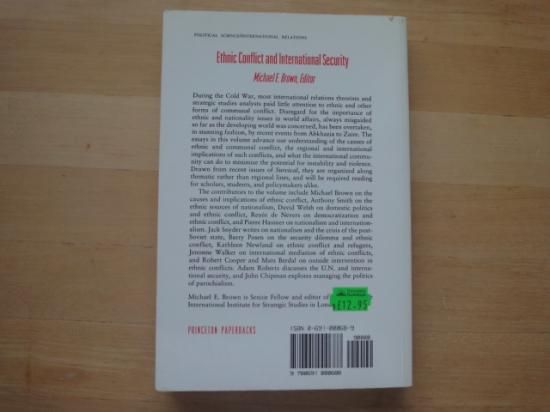 POLITICAL SCIENCE/INTERNATIONAL RELATIONS
Ethnic Conflict and International Security
Michael E. Brown, Editor
During the Cold War, most international relations theorists and
strategic studies analysts paid little attention to ethnic and other
forms of communal conflict. Disregard for the importance of
ethnic and nationality issues in world affairs, always misguided
so far as the developing world was concerned, has been overtaken,
in stunning fashion, by recent events from Abkhazia to Zaire. The
essays in this volume advance our understanding of the causes of
ethnic and communal conflict, the regional and international
implications of such conflicts, and what the international commu-
nity can do to minimize the potential for instability and violence.
Drawn from recent issues of Survival, they are organized along
thematic rather than regional lines, and will be required reading
for scholars, students, and policymakers alike.
The contributors to the volume include Michael Brown on the
causes and implications of ethnic conflict, Anthony Smith on the
ethnic sources of nationalism, David Welsh on domestic politics
and ethnic conflict, Renée de Nevers on democratization and
ethnic conflict, and Pierre Hassner on nationalism and internation-
alism. Jack Snyder writes on nationalism and the crisis of the post-
Soviet state, Barry Posen on the security dilemma and ethnic
conflict, Kathleen Newland on ethnic conflict and refugees,
Jenonne Walker on international mediation of ethnic conflicts,
and Robert Cooper and Mats Berdal on outside intervention in
ethnic conflicts. Adam Roberts discusses the U.N. and interna-
tional security, and John Chipman explores managing the politics
of parochialism.
Michael E. Brown is Senior Fellow and editor of
International Institute for Strategic Studies in Lond
£12.95
PRINCETON PAPERBACKS
ISBN 0-691-00068-9
90000
9 780691 000688